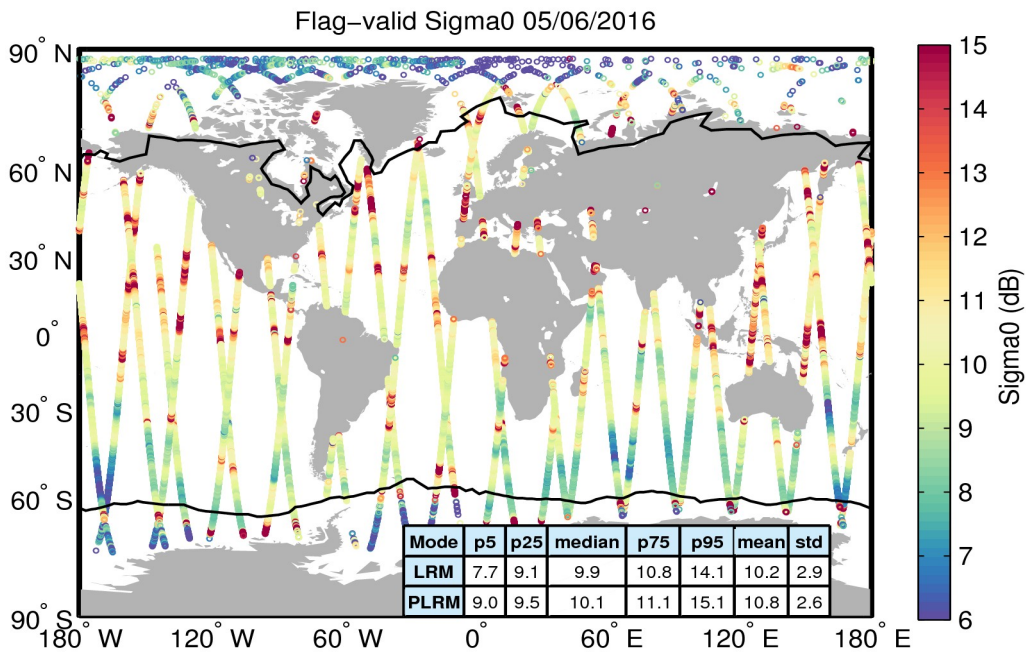 Flag-valid Sigma0 05/06/2016
90° N
60° N
30° N
0°
30° S
60° S
90° S
180° W
120° W
60° W
0°
60° E
120° E
180° E
Mode p5 p25 median p75 p95 mean std
LRM 7.7 9.1 9.9 10.8 14.1 10.2 2.9
PLRM 9.0 9.5 10.1 11.1 15.1 10.8 2.6
15
14
13
12
11
10
9
8
7
6
Sigma0 (dB)